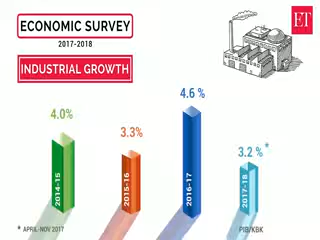 ECONOMIC SURVEY
2017-2018
ET
INDUSTRIAL GROWTH
4.0%
3.3%
4.6 %
3.2 % *
2014-15
2015-16
2016-17
2017-18
* APRIL-NOV 2017
PIB/KBK